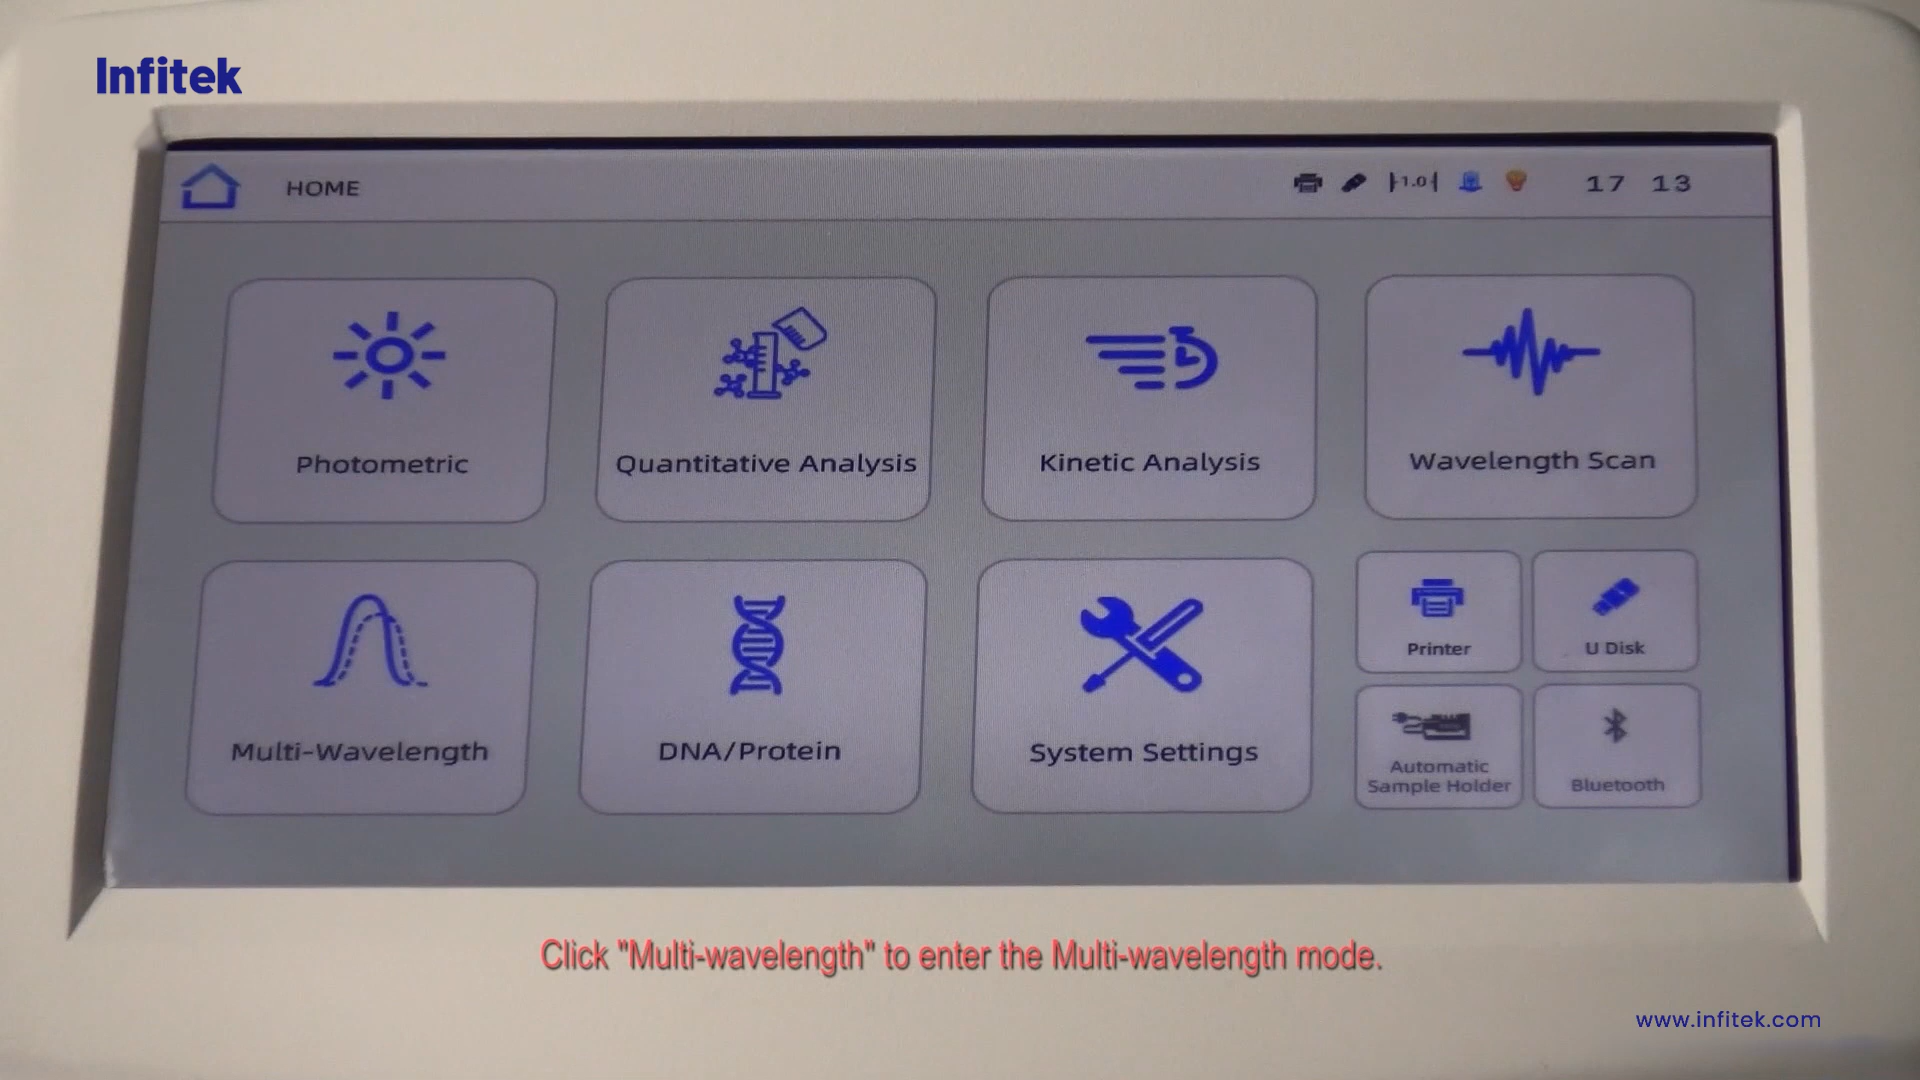 Infitek
HOME
1.0
17 13
Photometric
Quantitative Analysis
Kinetic Analysis
Wavelength Scan
Multi-Wavelength
DNA/Protein
System Settings
Printer
U Disk
Automatic
Sample Holder
Bluetooth
Click "Multi-wavelength" to enter the Multi-wavelength mode.
www.infitek.com